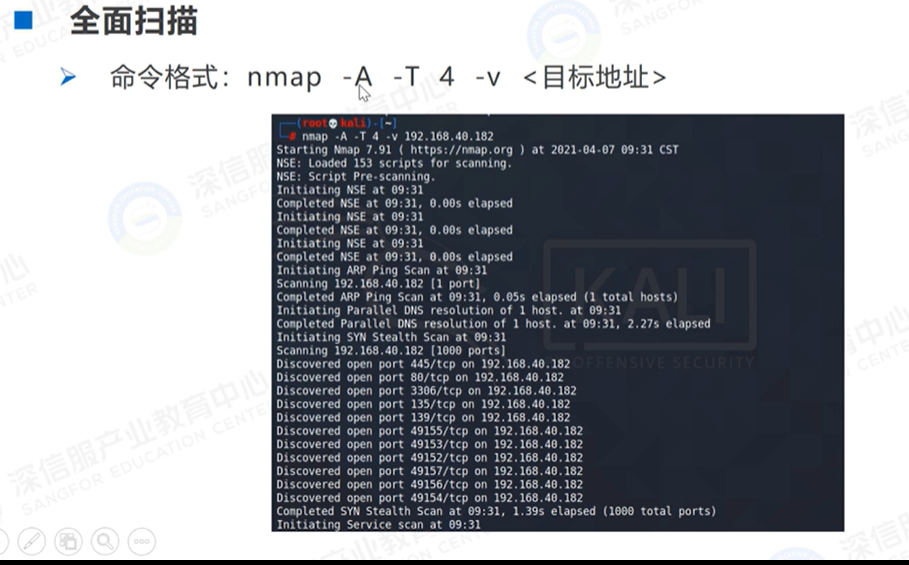 全面扫描
命令格式：nmap -A -T 4 -v <目标地址>
(root💀kali)-[~]
# nmap -A -T 4 -v 192.168.40.182
Starting Nmap 7.91 ( https://nmap.org ) at 2021-04-07 09:31 CST
NSE: Loaded 153 scripts for scanning.
NSE: Script Pre-scanning.
Initiating NSE at 09:31
Completed NSE at 09:31, 0.00s elapsed
Initiating NSE at 09:31
Completed NSE at 09:31, 0.00s elapsed
Initiating NSE at 09:31
Completed NSE at 09:31, 0.00s elapsed
Initiating ARP Ping Scan at 09:31
Scanning 192.168.40.182 [1 port]
Completed ARP Ping Scan at 09:31, 0.05s elapsed (1 total hosts)
Initiating Parallel DNS resolution of 1 host. at 09:31
Completed Parallel DNS resolution of 1 host. at 09:31, 2.27s elapsed
Initiating SYN Stealth Scan at 09:31
Scanning 192.168.40.182 [1000 ports]
Discovered open port 445/tcp on 192.168.40.182
Discovered open port 80/tcp on 192.168.40.182
Discovered open port 3306/tcp on 192.168.40.182
Discovered open port 135/tcp on 192.168.40.182
Discovered open port 139/tcp on 192.168.40.182
Discovered open port 49155/tcp on 192.168.40.182
Discovered open port 49153/tcp on 192.168.40.182
Discovered open port 49152/tcp on 192.168.40.182
Discovered open port 49157/tcp on 192.168.40.182
Discovered open port 49156/tcp on 192.168.40.182
Discovered open port 49154/tcp on 192.168.40.182
Completed SYN Stealth Scan at 09:31, 1.39s elapsed (1000 total ports)
Initiating Service scan at 09:31
KALI
OFFENSIVE SECURITY
深信服产业教育中心
SANGFOR EDUCATION CENTER